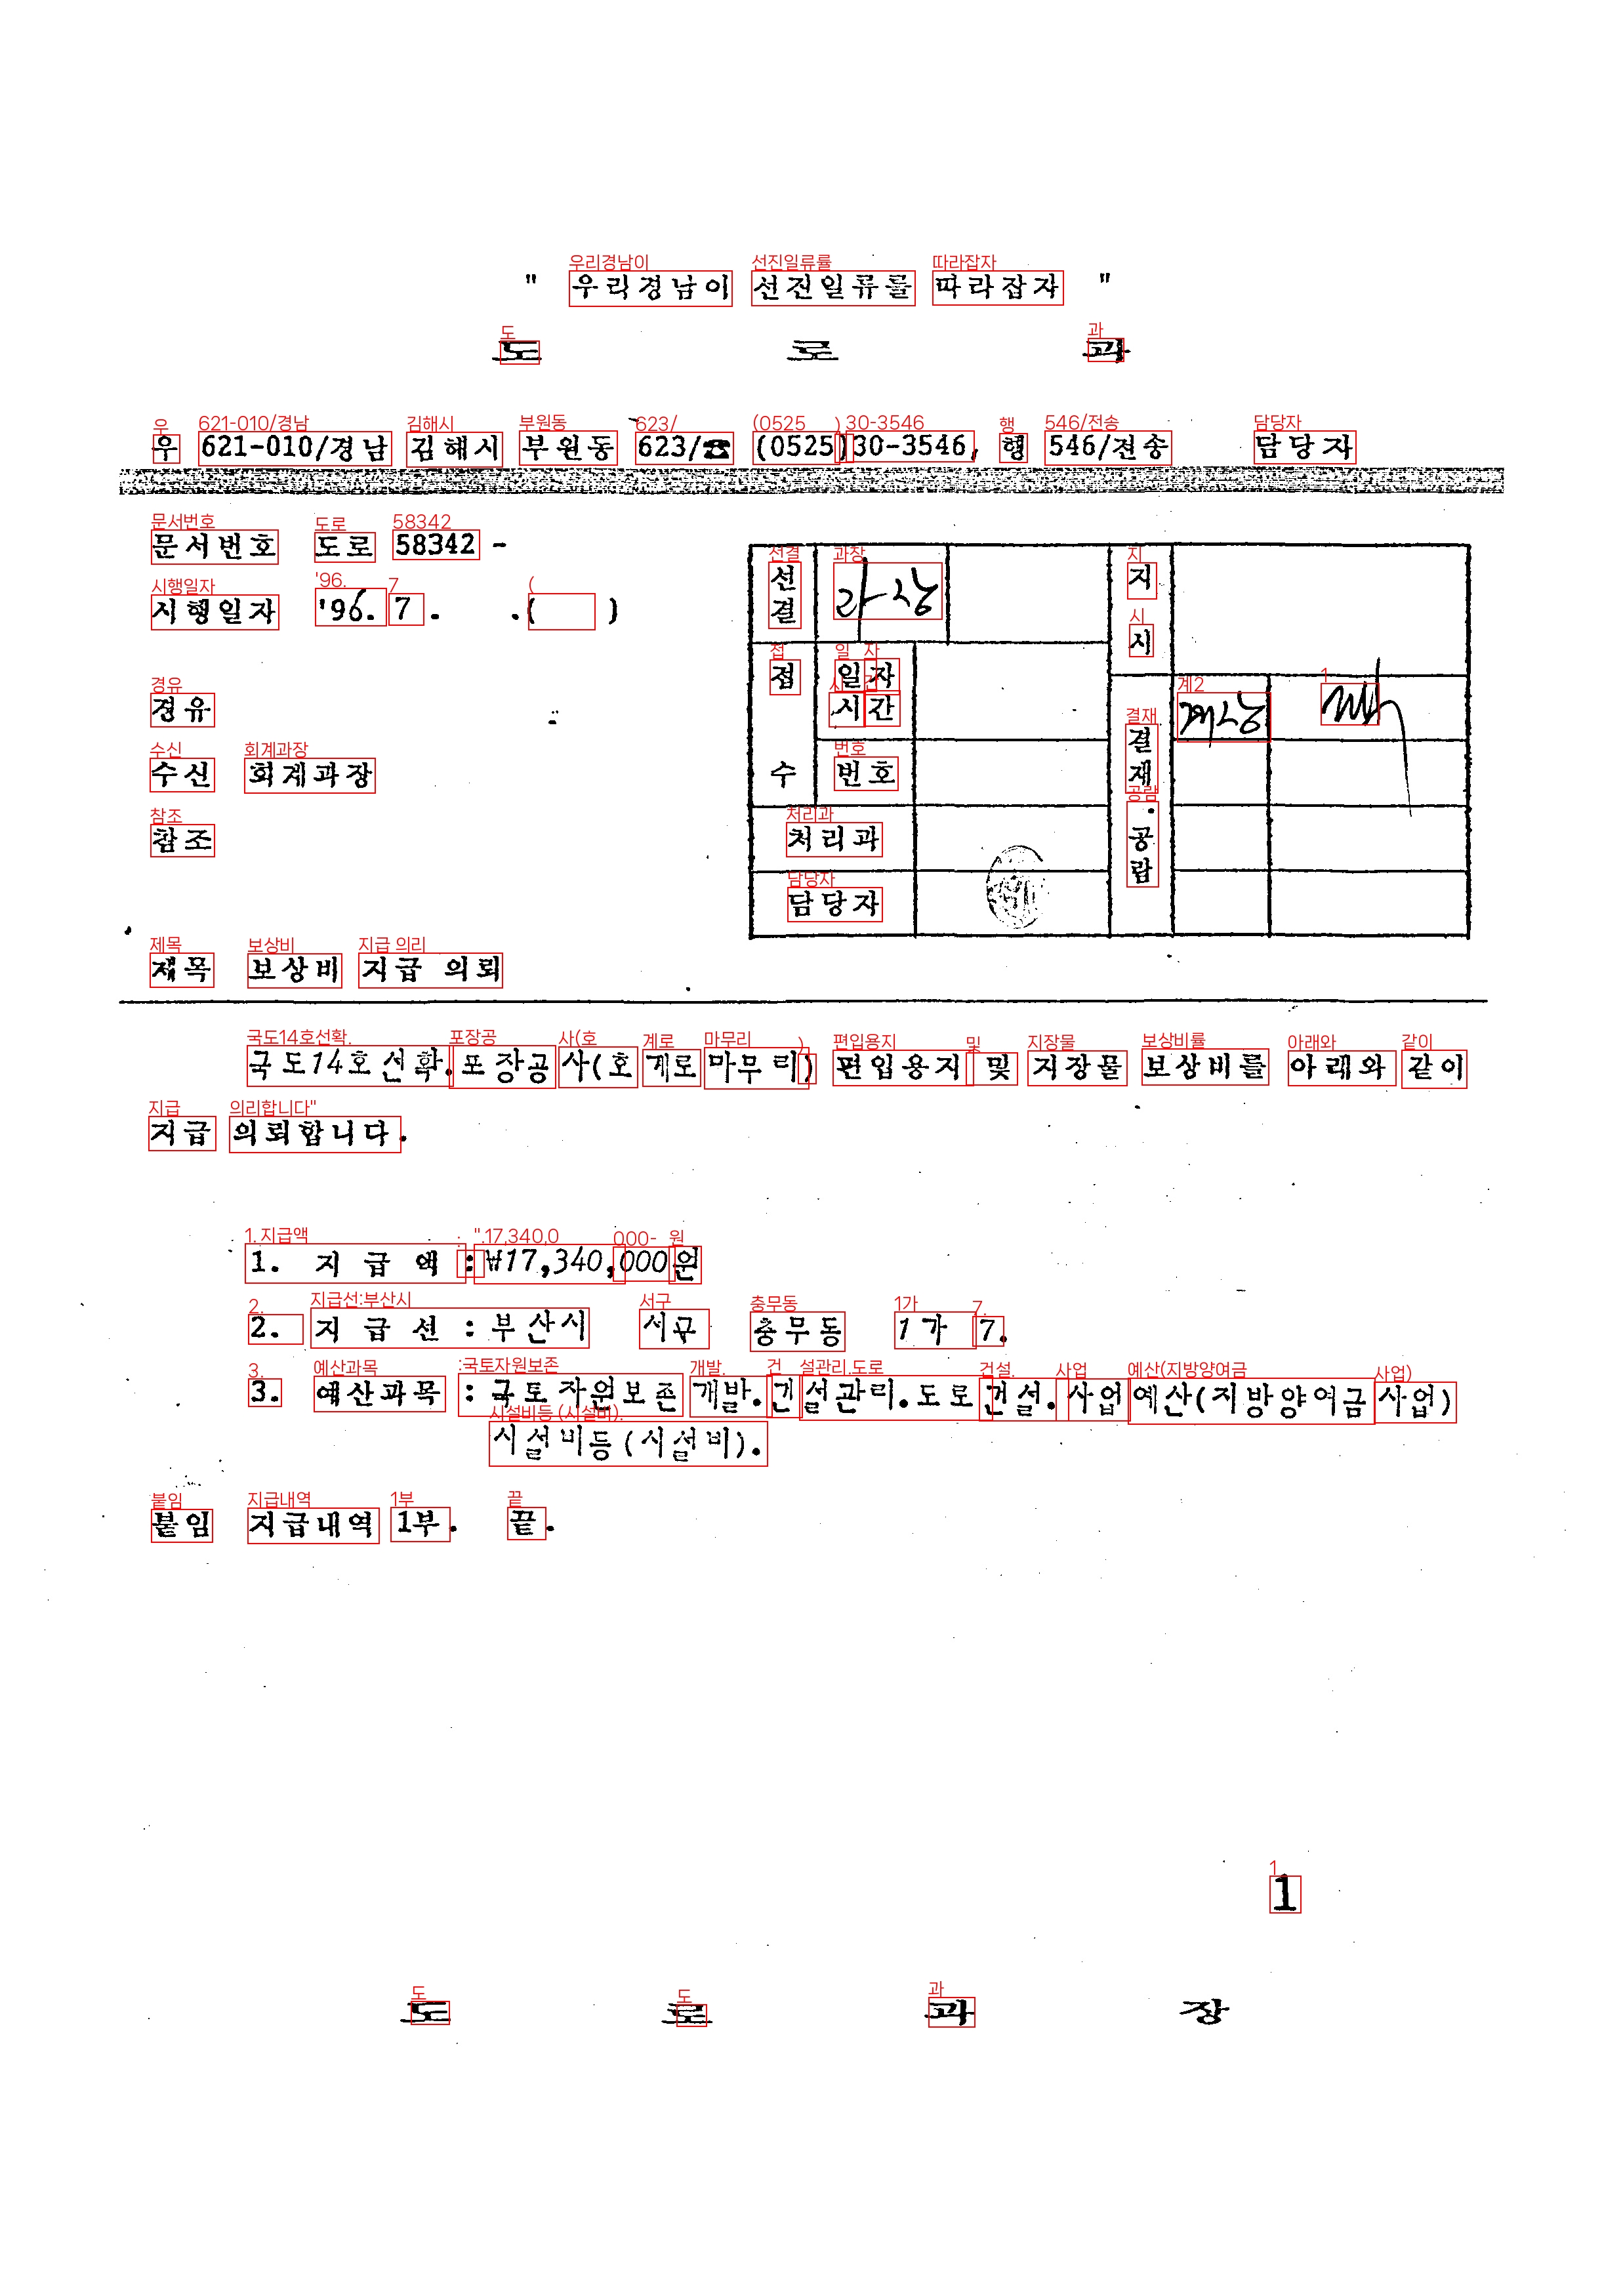 " 우리경남이 선진일류를 따라잡자 "
도 로 과
우 621-010/경남 김해시 부원동 623/☎ (0525)30-3546, 행 546/전송 담당자
문서번호 도로 58342 -
시행일자 '96. 7 . .( )
경유
수신 회계과장
참조
선결 과장 지시
접수 일자 시간
번호
결재·공람 계장
처리과
담당자
제목 보상비 지급 의뢰
국도14호선확.포장공사(호계로마무리) 편입용지 및 지장물 보상비를 아래와 같이
지급 의뢰합니다.
1. 지급액 : ₩17,340,000원
2. 지급선 : 부산시 서구 충무동 1가 7.
3. 예산과목 : 국토자원보존개발.건설관리.도로건설.사업예산(지방양여금사업)
시설비등(시설비).
붙임 지급내역 1부. 끝.
1
도 로 과 장